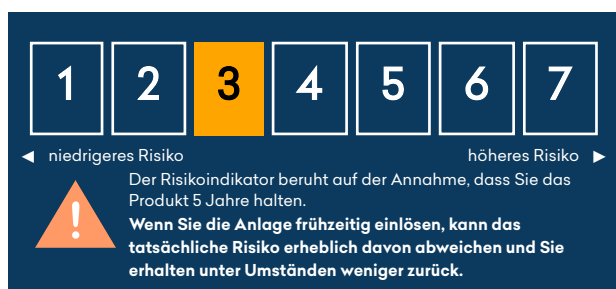 1 2 3 4 5 6 7
◄ niedrigeres Risiko höheres Risiko ►
Der Risikoindikator beruht auf der Annahme, dass Sie das
Produkt 5 Jahre halten.
Wenn Sie die Anlage frühzeitig einlösen, kann das
tatsächliche Risiko erheblich davon abweichen und Sie
erhalten unter Umständen weniger zurück.